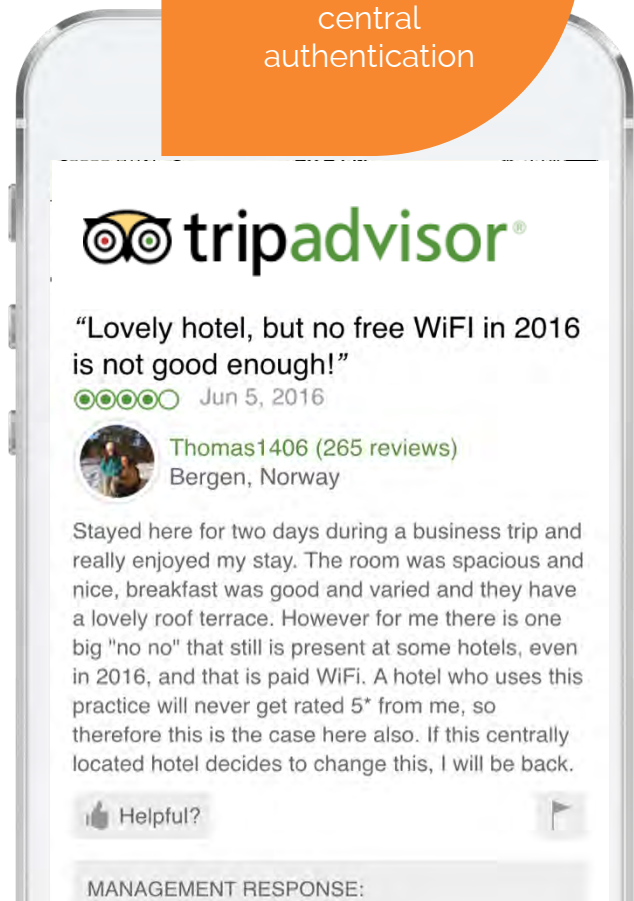 central
authentication
tripadvisor®
“Lovely hotel, but no free WiFI in 2016
is not good enough!”
Jun 5, 2016
Thomas1406 (265 reviews)
Bergen, Norway
Stayed here for two days during a business trip and
really enjoyed my stay. The room was spacious and
nice, breakfast was good and varied and they have
a lovely roof terrace. However for me there is one
big "no no" that still is present at some hotels, even
in 2016, and that is paid WiFi. A hotel who uses this
practice will never get rated 5* from me, so
therefore this is the case here also. If this centrally
located hotel decides to change this, I will be back.
Helpful?
MANAGEMENT RESPONSE: